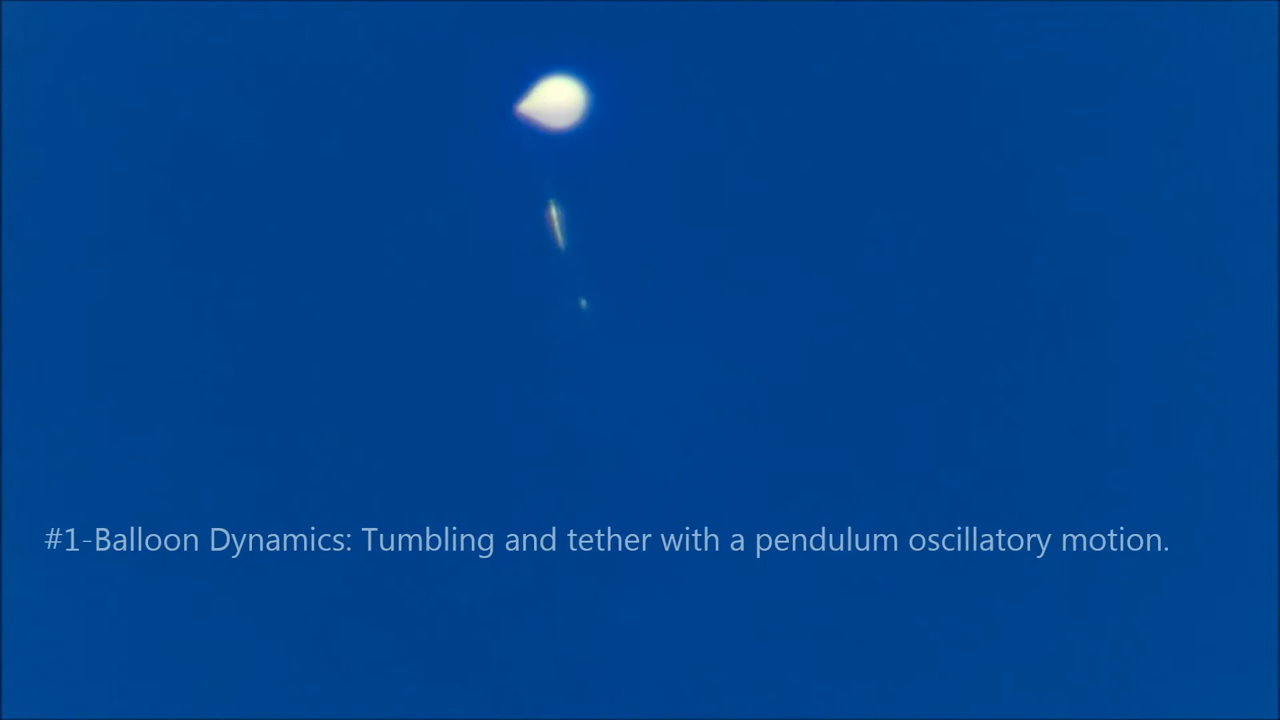 #1-Balloon Dynamics: Tumbling and tether with a pendulum oscillatory motion.